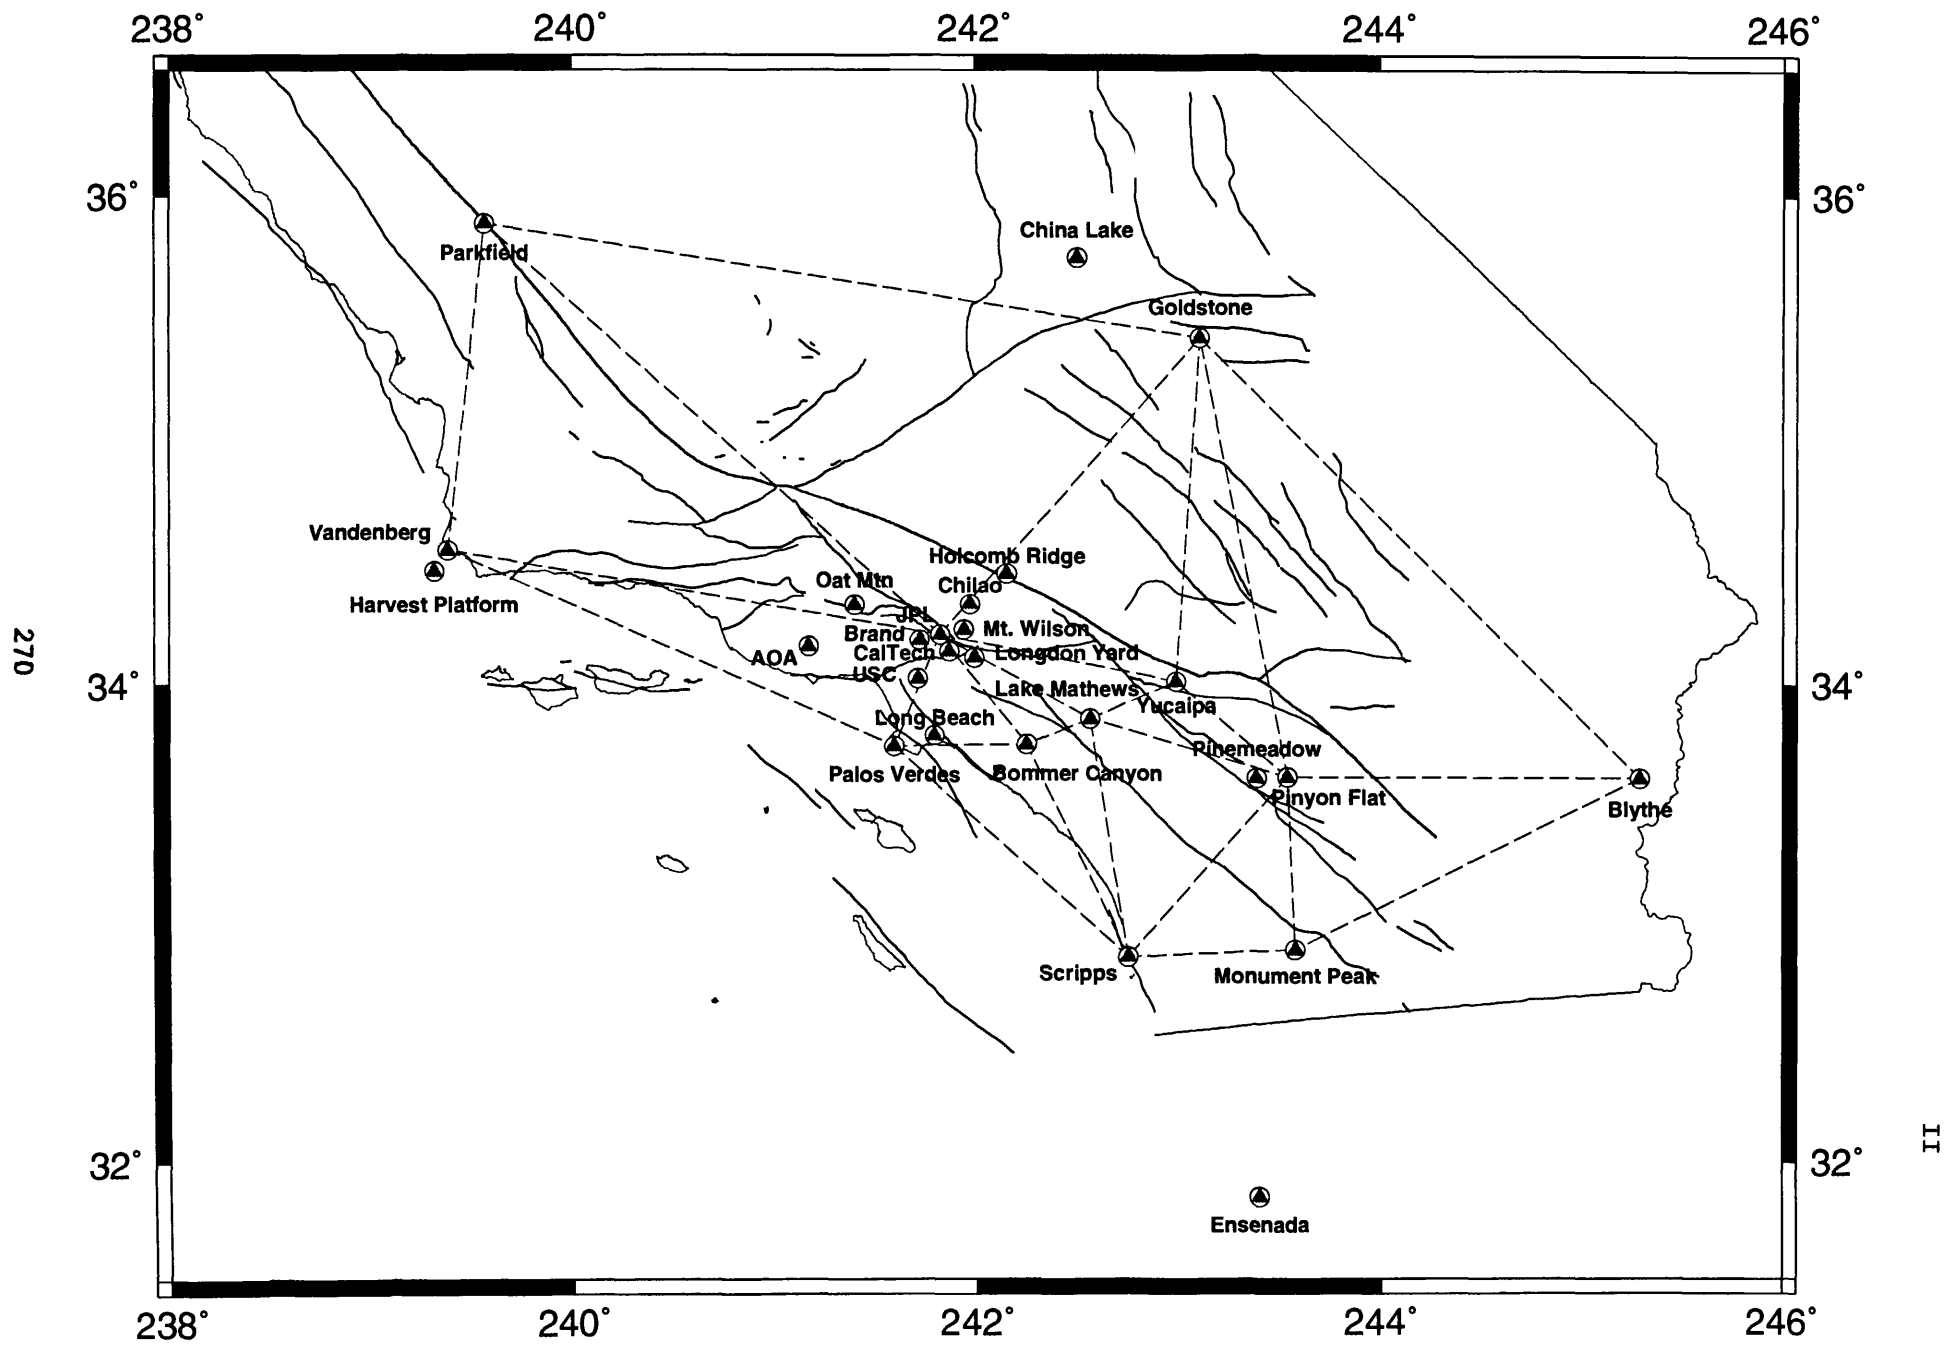 238° 240° 242° 244° 246°
36° 36°
China Lake
Parkfield
Goldstone
Vandenberg
Holcomb Ridge
Oat Mtn Chilao
Harvest Platform
JPL
Brand Mt. Wilson
CalTech Longdon Yard
AOA
USC
34° 34°
Lake Mathews
Yucaipa
Long Beach
Pinemeadow
Palos Verdes Bommer Canyon
Pinyon Flat
Blythe
Scripps Monument Peak
32° 32°
Ensenada
238° 240° 242° 244° 246°
270
II